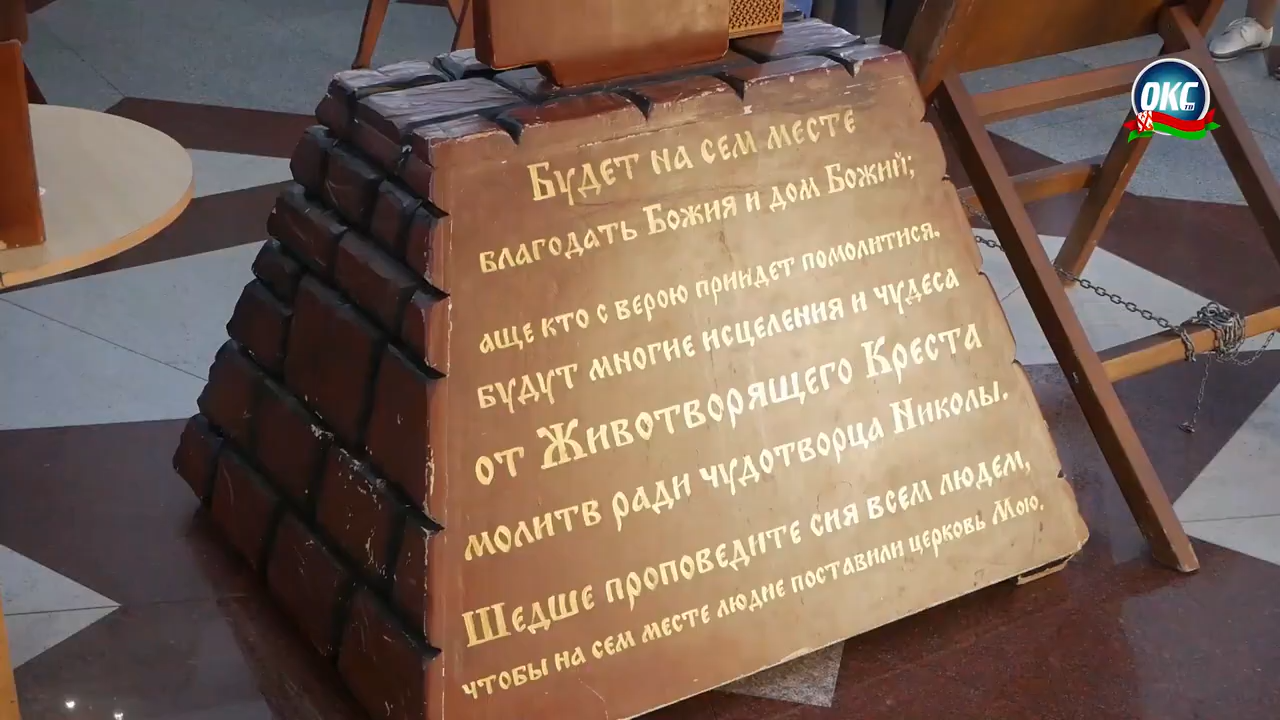 Будет на сем месте
благодать Божия и дом Божий;
аще кто с верою приидет помолитися.
будут многие исцеления и чудеса
от Животворящего Креста
молитв ради чудотворца Николы.
Шедше проповедите сия всем людем,
чтобы на сем месте людие поставили церковь Мою.
ОКС
ТВ